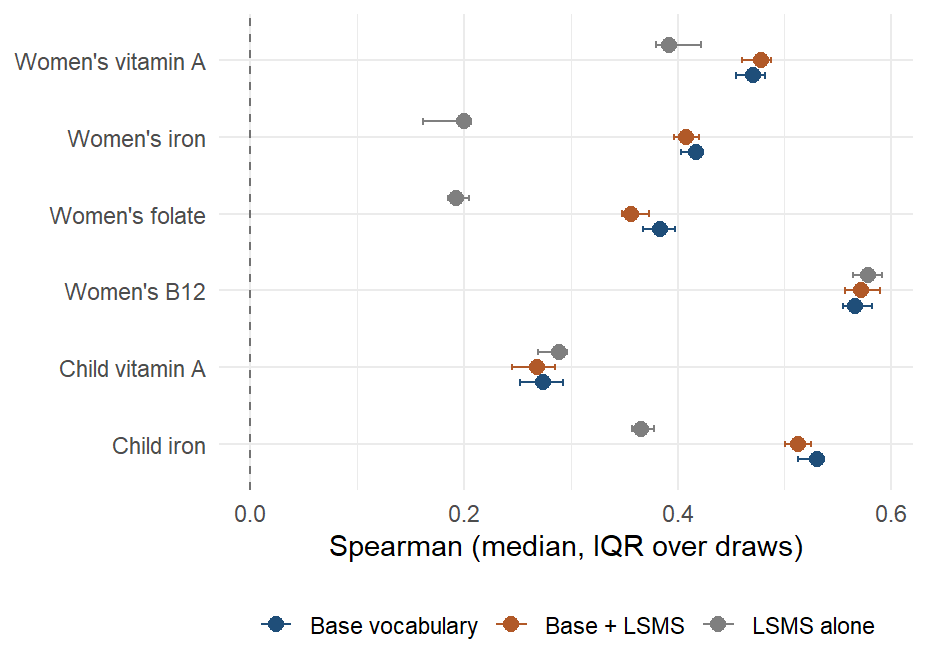 Women's vitamin A
Women's iron
Women's folate
Women's B12
Child vitamin A
Child iron
0.0 0.2 0.4 0.6
Spearman (median, IQR over draws)
Base vocabulary Base + LSMS LSMS alone